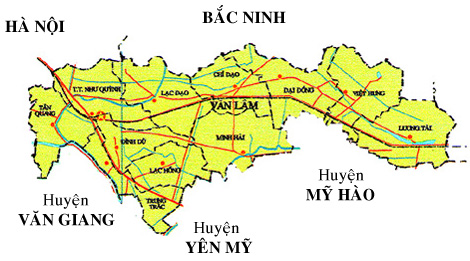 BẮC NINH
HÀ NỘI
CHỈ ĐẠO
T.T. NHƯ QUỲNH
LẠC ĐẠO
ĐẠI ĐỒNG
VIỆT HƯNG
VĂN LÂM
TÂN
QUANG
LƯƠNG TÀI
ĐÌNH DÙ
MINH HẢI
LẠC HỒNG
TRƯNG
TRẮC
Huyện
MỸ HÀO
Huyện
VĂN GIANG
Huyện
YÊN MỸ